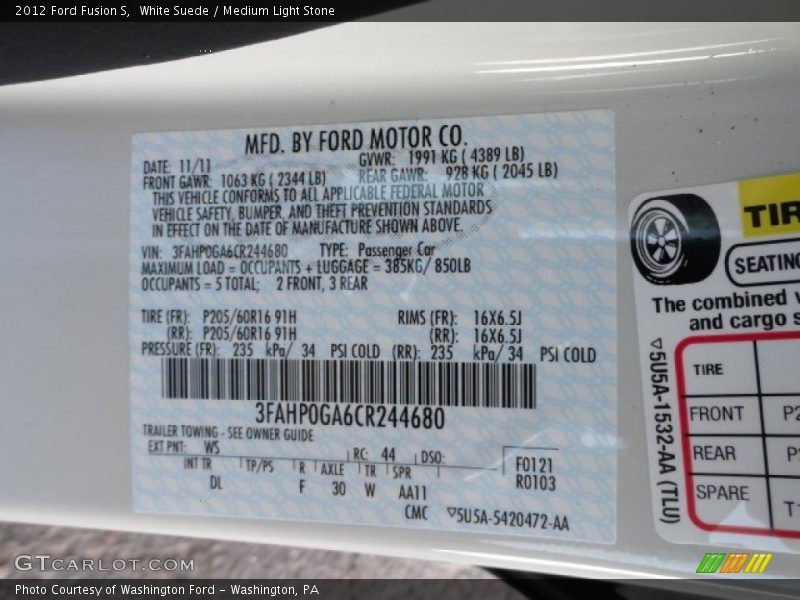 2012 Ford Fusion S,  White Suede / Medium Light Stone
MFD. BY FORD MOTOR CO.
DATE: 11/11 GVWR: 1991 KG ( 4389 LB)
FRONT GAWR: 1063 KG ( 2344 LB) REAR GAWR: 928 KG ( 2045 LB)
THIS VEHICLE CONFORMS TO ALL APPLICABLE FEDERAL MOTOR
VEHICLE SAFETY, BUMPER, AND THEFT PREVENTION STANDARDS
IN EFFECT ON THE DATE OF MANUFACTURE SHOWN ABOVE.
VIN: 3FAHP0GA6CR244680 TYPE: Passenger Car
MAXIMUM LOAD = OCCUPANTS + LUGGAGE = 385KG/ 850LB
OCCUPANTS = 5 TOTAL; 2 FRONT, 3 REAR
TIRE (FR): P205/60R16 91H RIMS (FR): 16X6.5J
(RR): P205/60R16 91H (RR): 16X6.5J
PRESSURE (FR): 235 kPa/ 34 PSI COLD (RR): 235 kPa/ 34 PSI COLD
3FAHP0GA6CR244680
TRAILER TOWING - SEE OWNER GUIDE
EXT PNT: WS RC: 44 DSO:
INT TR TP/PS R AXLE TR SPR F0121
DL F 30 W AA11 R0103
CMC ▽5U5A-5420472-AA
TIR
SEATING
The combined
and cargo
▽5U5A-1532-AA (TLU)
TIRE
FRONT P2
REAR
SPARE T
GTCARLOT.COM
Photo Courtesy of Washington Ford - Washington, PA